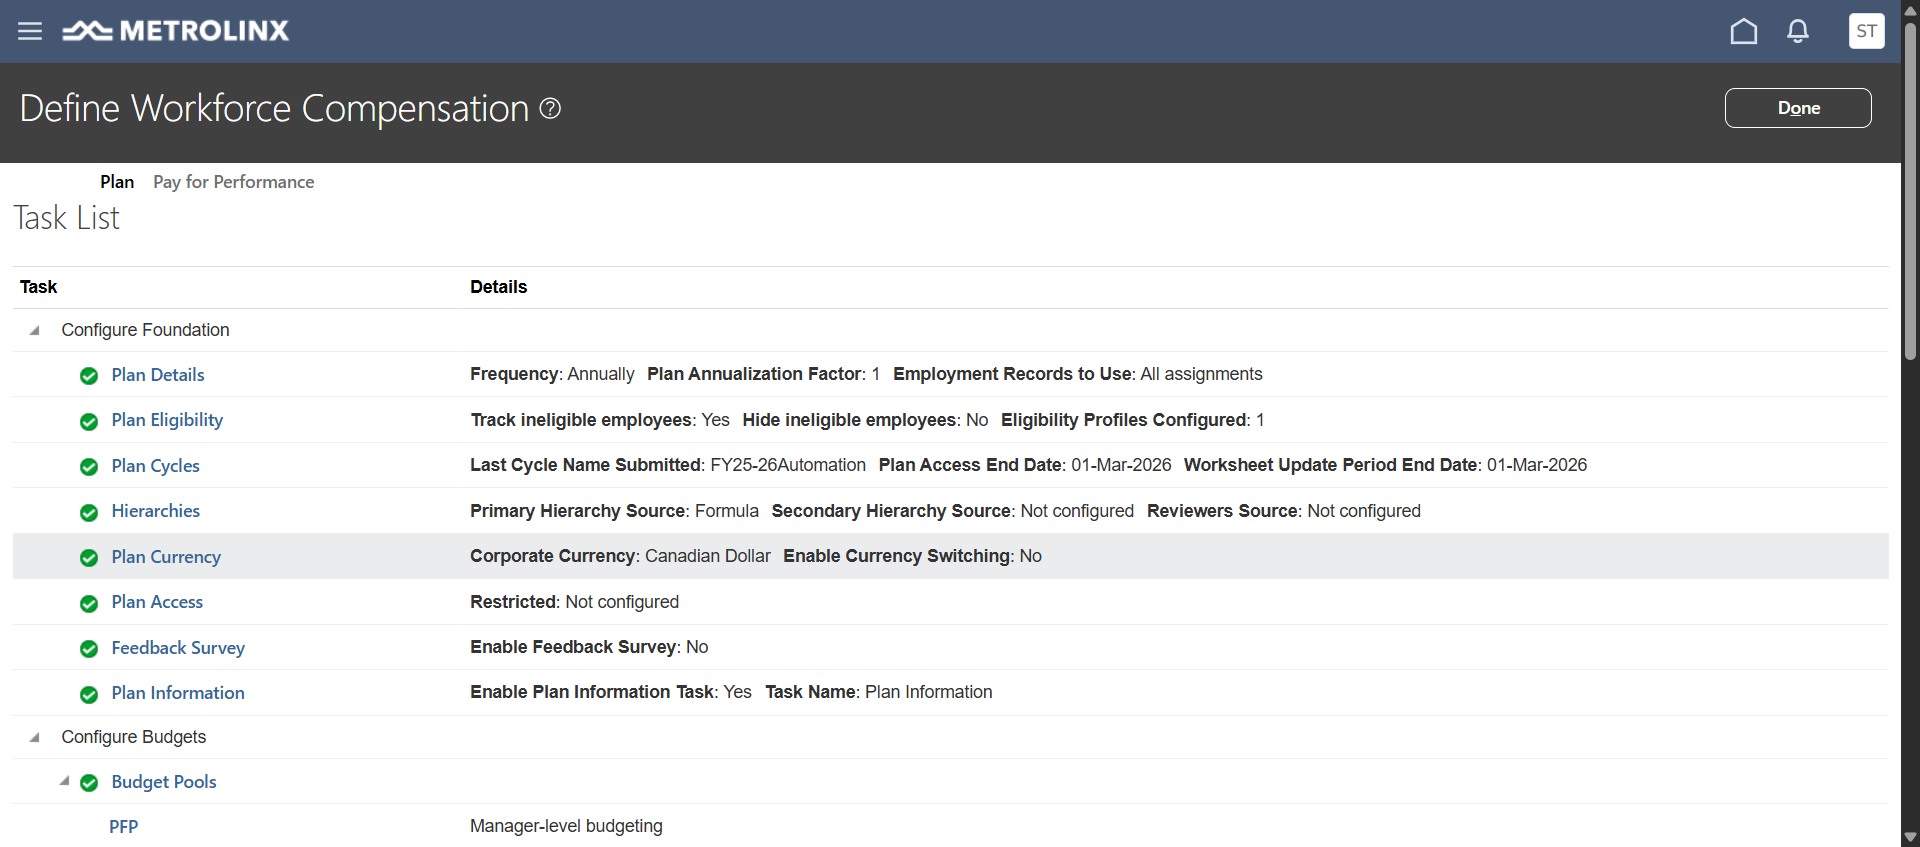 METROLINX
ST
Define Workforce Compensation ?
Done
Plan Pay for Performance
Task List
Task Details
Configure Foundation
Plan Details Frequency: Annually Plan Annualization Factor: 1 Employment Records to Use: All assignments
Plan Eligibility Track ineligible employees: Yes Hide ineligible employees: No Eligibility Profiles Configured: 1
Plan Cycles Last Cycle Name Submitted: FY25-26Automation Plan Access End Date: 01-Mar-2026 Worksheet Update Period End Date: 01-Mar-2026
Hierarchies Primary Hierarchy Source: Formula Secondary Hierarchy Source: Not configured Reviewers Source: Not configured
Plan Currency Corporate Currency: Canadian Dollar Enable Currency Switching: No
Plan Access Restricted: Not configured
Feedback Survey Enable Feedback Survey: No
Plan Information Enable Plan Information Task: Yes Task Name: Plan Information
Configure Budgets
Budget Pools
PFP Manager-level budgeting